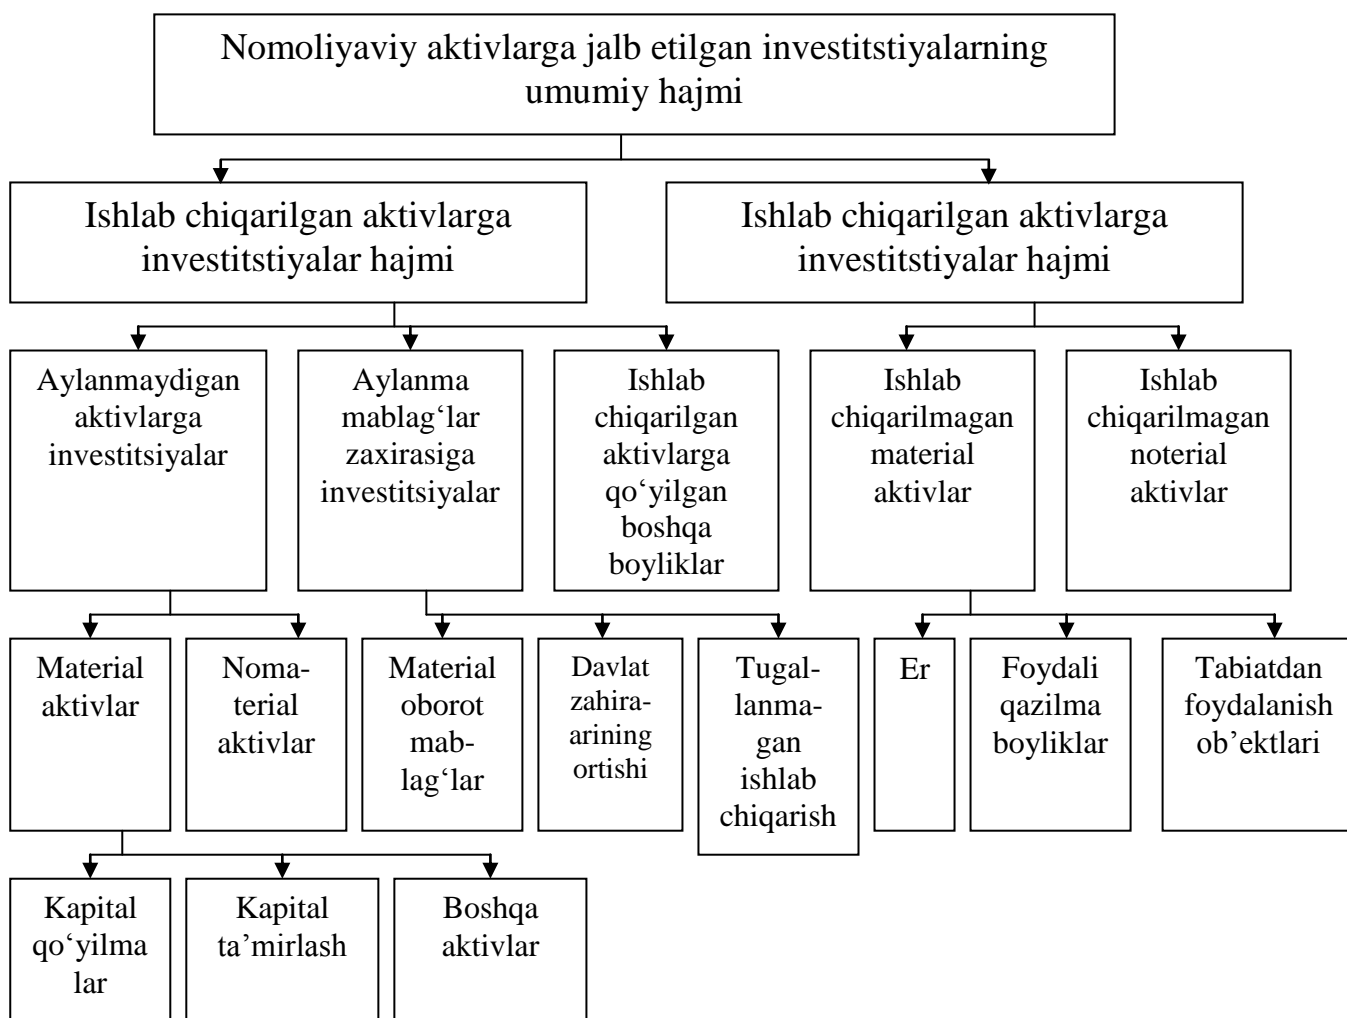 Nomoliyaviy aktivlarga jalb etilgan investitstiyalarning
umumiy hajmi
Ishlab chiqarilgan aktivlarga
investitstiyalar hajmi
Ishlab chiqarilgan aktivlarga
investitstiyalar hajmi
Aylanmaydigan
aktivlarga
investitsiyalar
Aylanma
mablag‘lar
zaxirasiga
investitsiyalar
Ishlab
chiqarilgan
aktivlarga
qo‘yilgan
boshqa
boyliklar
Ishlab
chiqarilmagan
material
aktivlar
Ishlab
chiqarilmagan
noterial
aktivlar
Material
aktivlar
Noma-
terial
aktivlar
Material
oborot
mab-
lag‘lar
Davlat
zahira-
arining
ortishi
Tugal-
lanma-
gan
ishlab
chiqarish
Er
Foydali
qazilma
boyliklar
Tabiatdan
foydalanish
ob’ektlari
Kapital
qo‘yilma
lar
Kapital
ta’mirlash
Boshqa
aktivlar